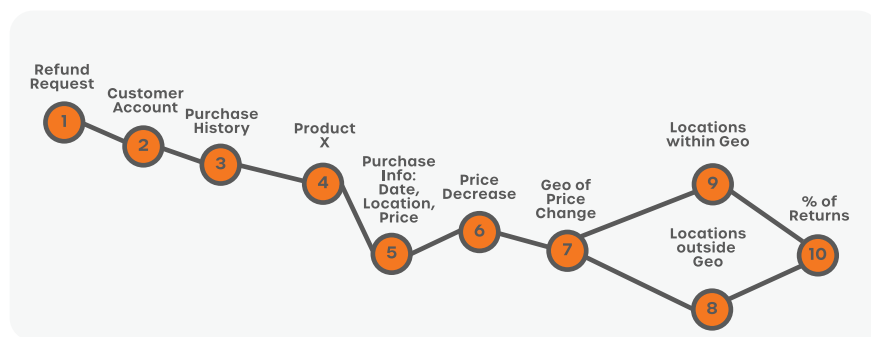 Refund
Request
1
Customer
Account
2
Purchase
History
3
Product
X
4
Purchase
Info:
Date,
Location,
Price
5
Price
Decrease
6
Geo of
Price
Change
7
Locations
within Geo
9
Locations
outside
Geo
8
% of
Returns
10